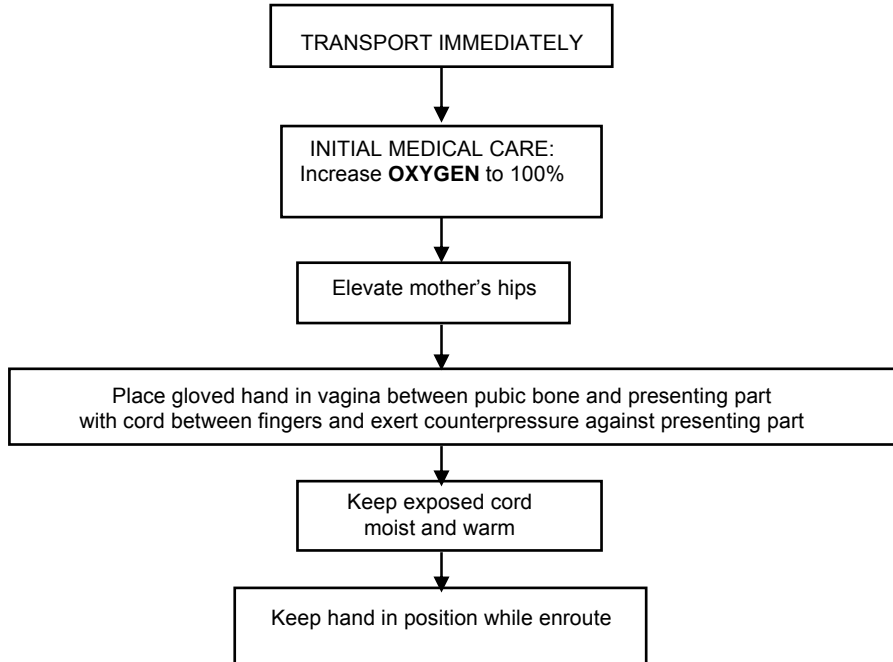 TRANSPORT IMMEDIATELY
INITIAL MEDICAL CARE:
Increase OXYGEN to 100%
Elevate mother’s hips
Place gloved hand in vagina between pubic bone and presenting part
with cord between fingers and exert counterpressure against presenting part
Keep exposed cord
moist and warm
Keep hand in position while enroute